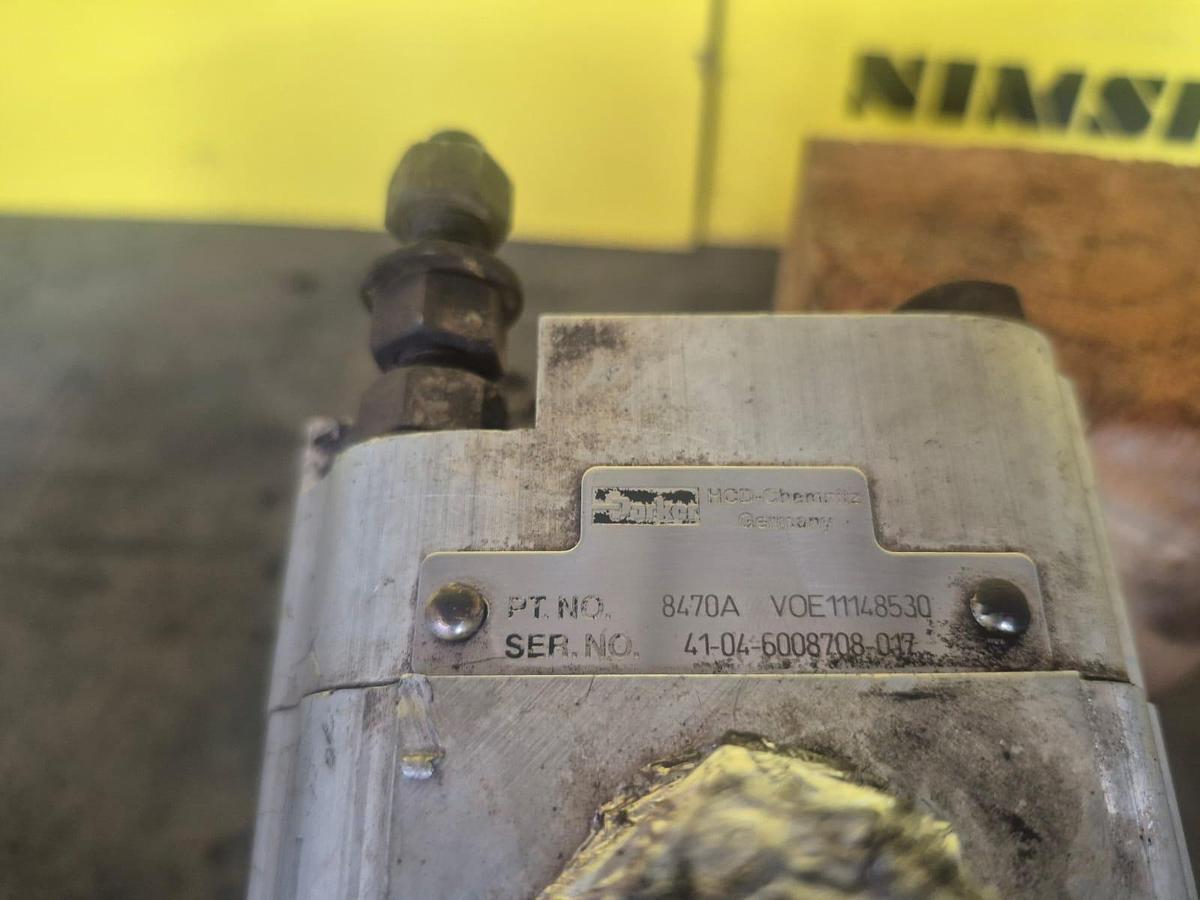 NIMS
Parker HCD-Chemnitz
Germany
PT. NO. 8470A VOE11148530
SER. NO. 41-04-6008708-017